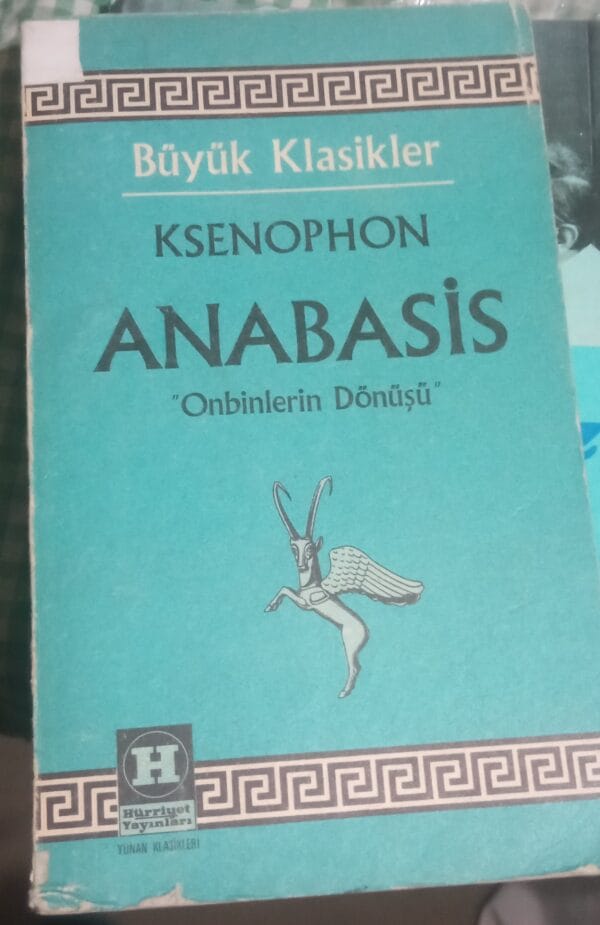 Büyük Klasikler
KSENOPHON
ANABASİS
"Onbinlerin Dönüşü"
H
Hürriyet
Yayınları
YUNAN KLASİKLERİ